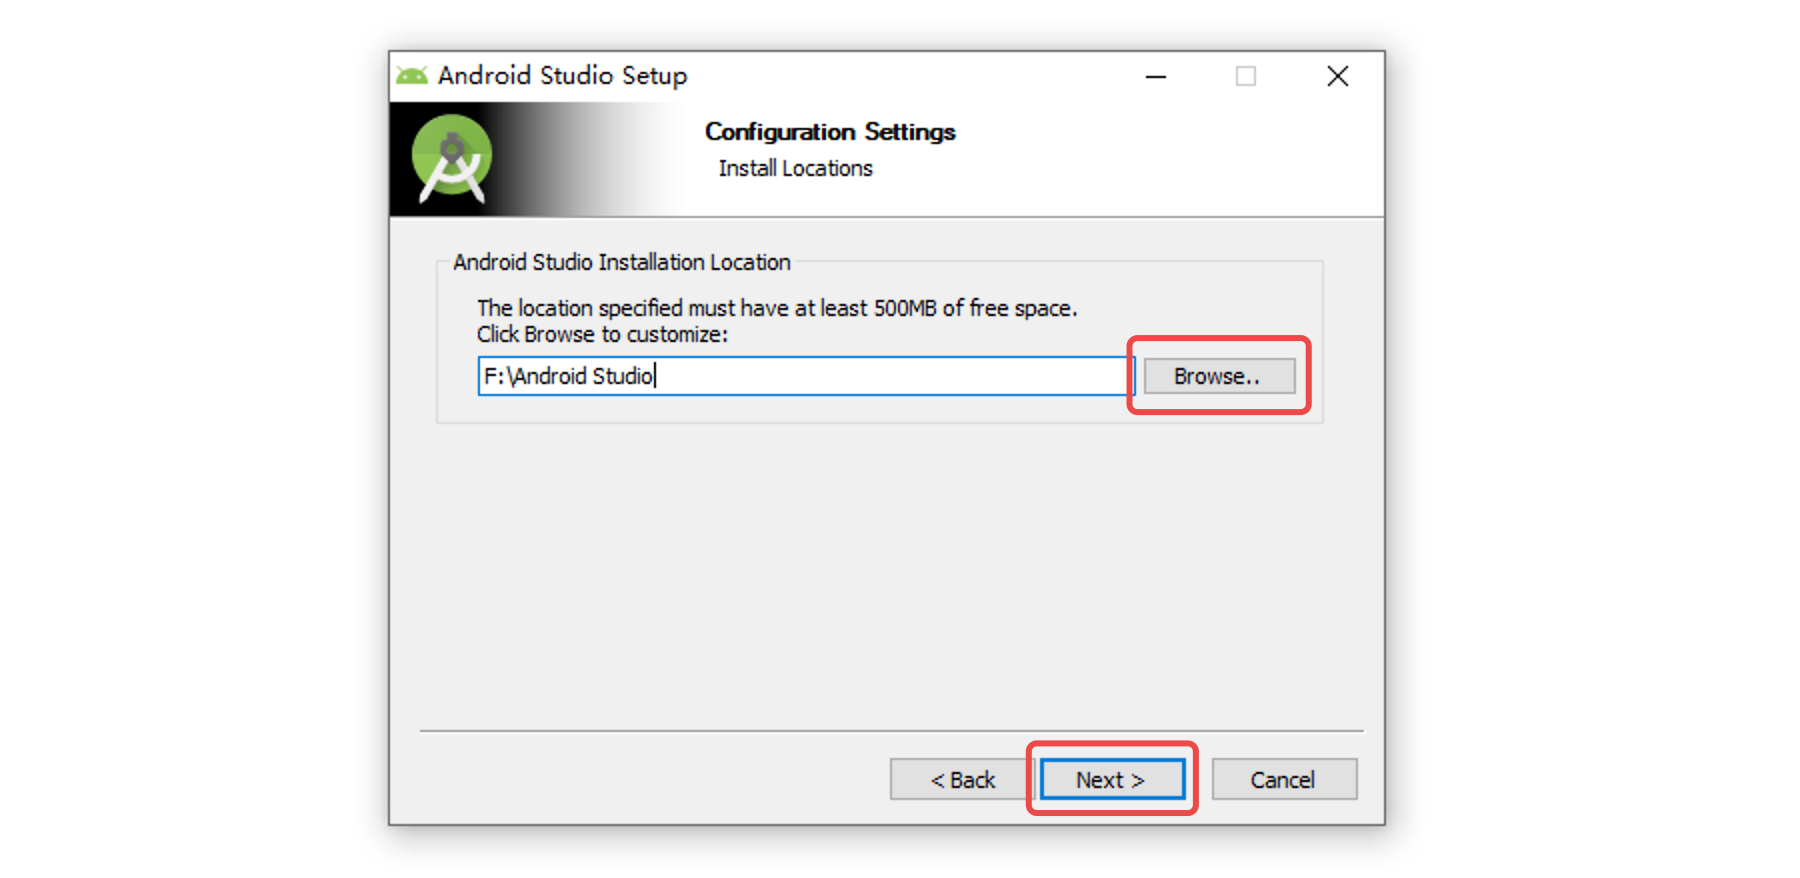 Android Studio Setup
Configuration Settings
Install Locations
Android Studio Installation Location
The location specified must have at least 500MB of free space.
Click Browse to customize:
F:\Android Studio
Browse..
< Back
Next >
Cancel